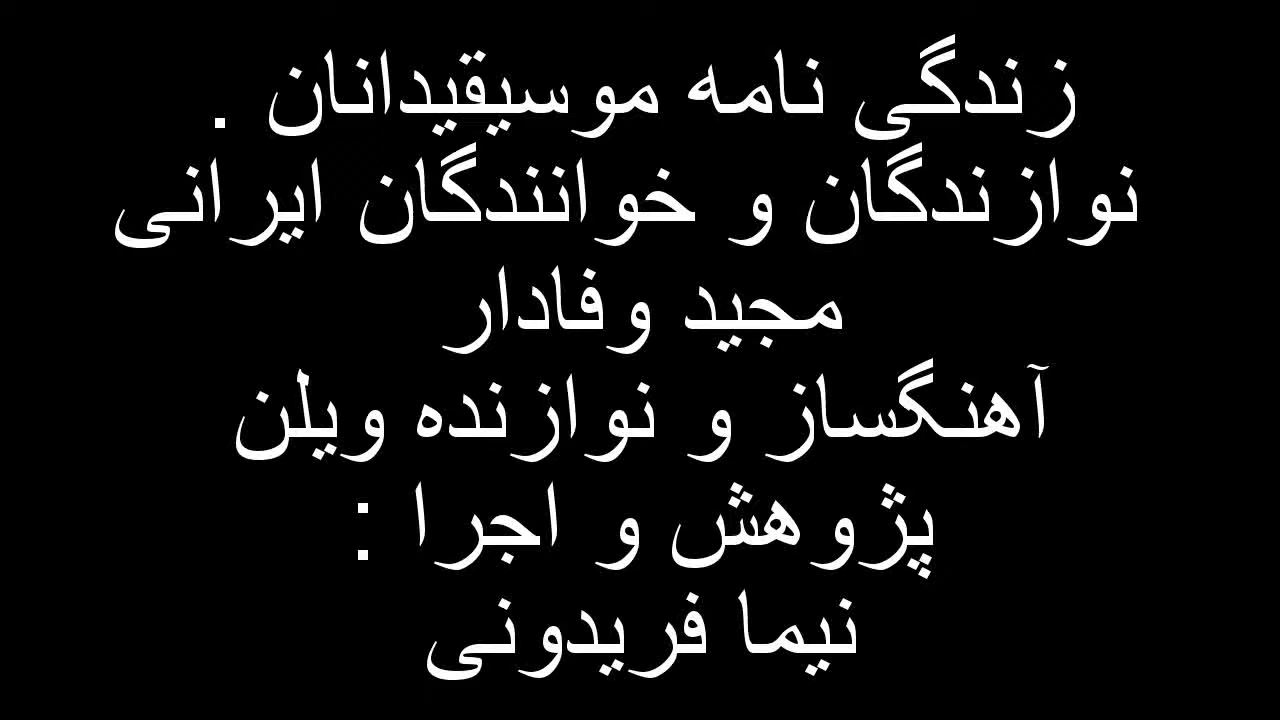 زندگی نامه موسیقیدانان .
نوازندگان و خوانندگان ایرانی
مجید وفادار
آهنگساز و نوازنده ویلن
پژوهش و اجرا :
نیما فریدونی